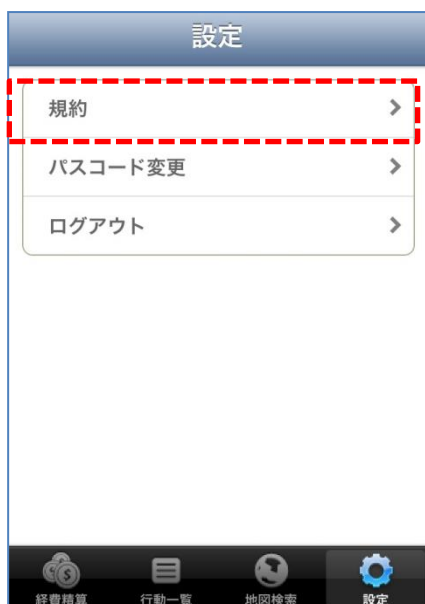 設定
規約
パスコード変更
ログアウト
経費精算 行動一覧 地図検索 設定